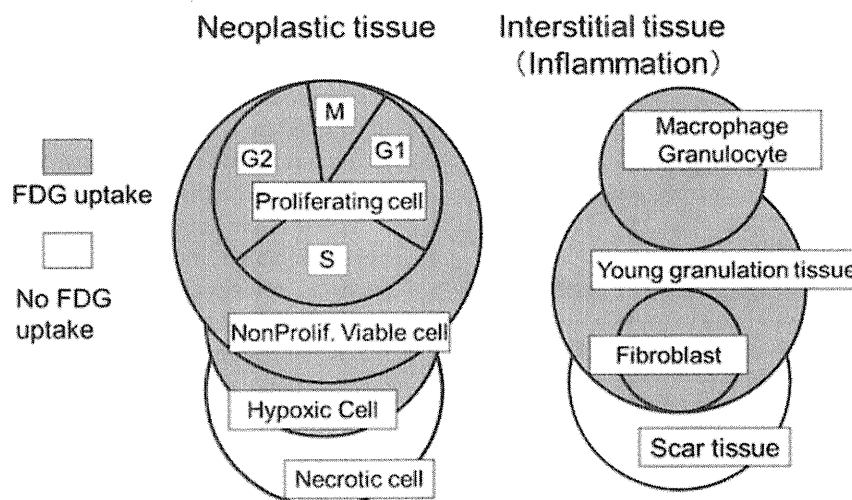 Neoplastic tissue
Interstitial tissue
(Inflammation)
FDG uptake
No FDG
uptake
M
G2
G1
Proliferating cell
S
NonProlif. Viable cell
Hypoxic Cell
Necrotic cell
Macrophage
Granulocyte
Young granulation tissue
Fibroblast
Scar tissue